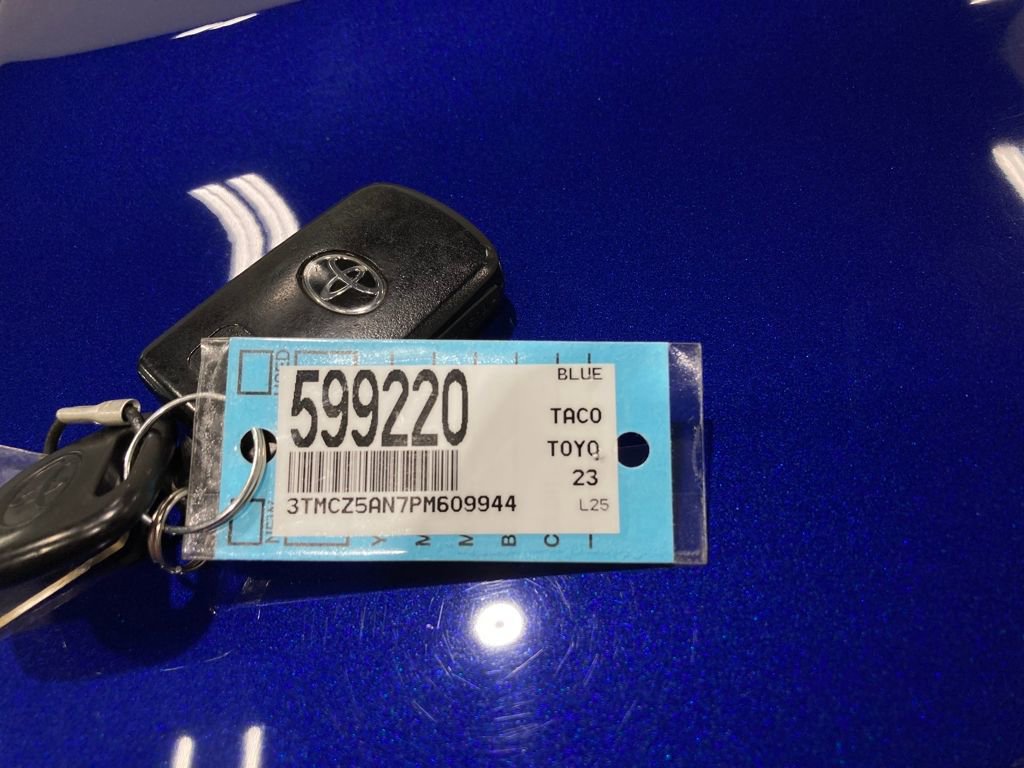 599220
BLUE
TACO
TOYO
23
3TMCZ5AN7PM609944
L25
Y
M
M
B
C